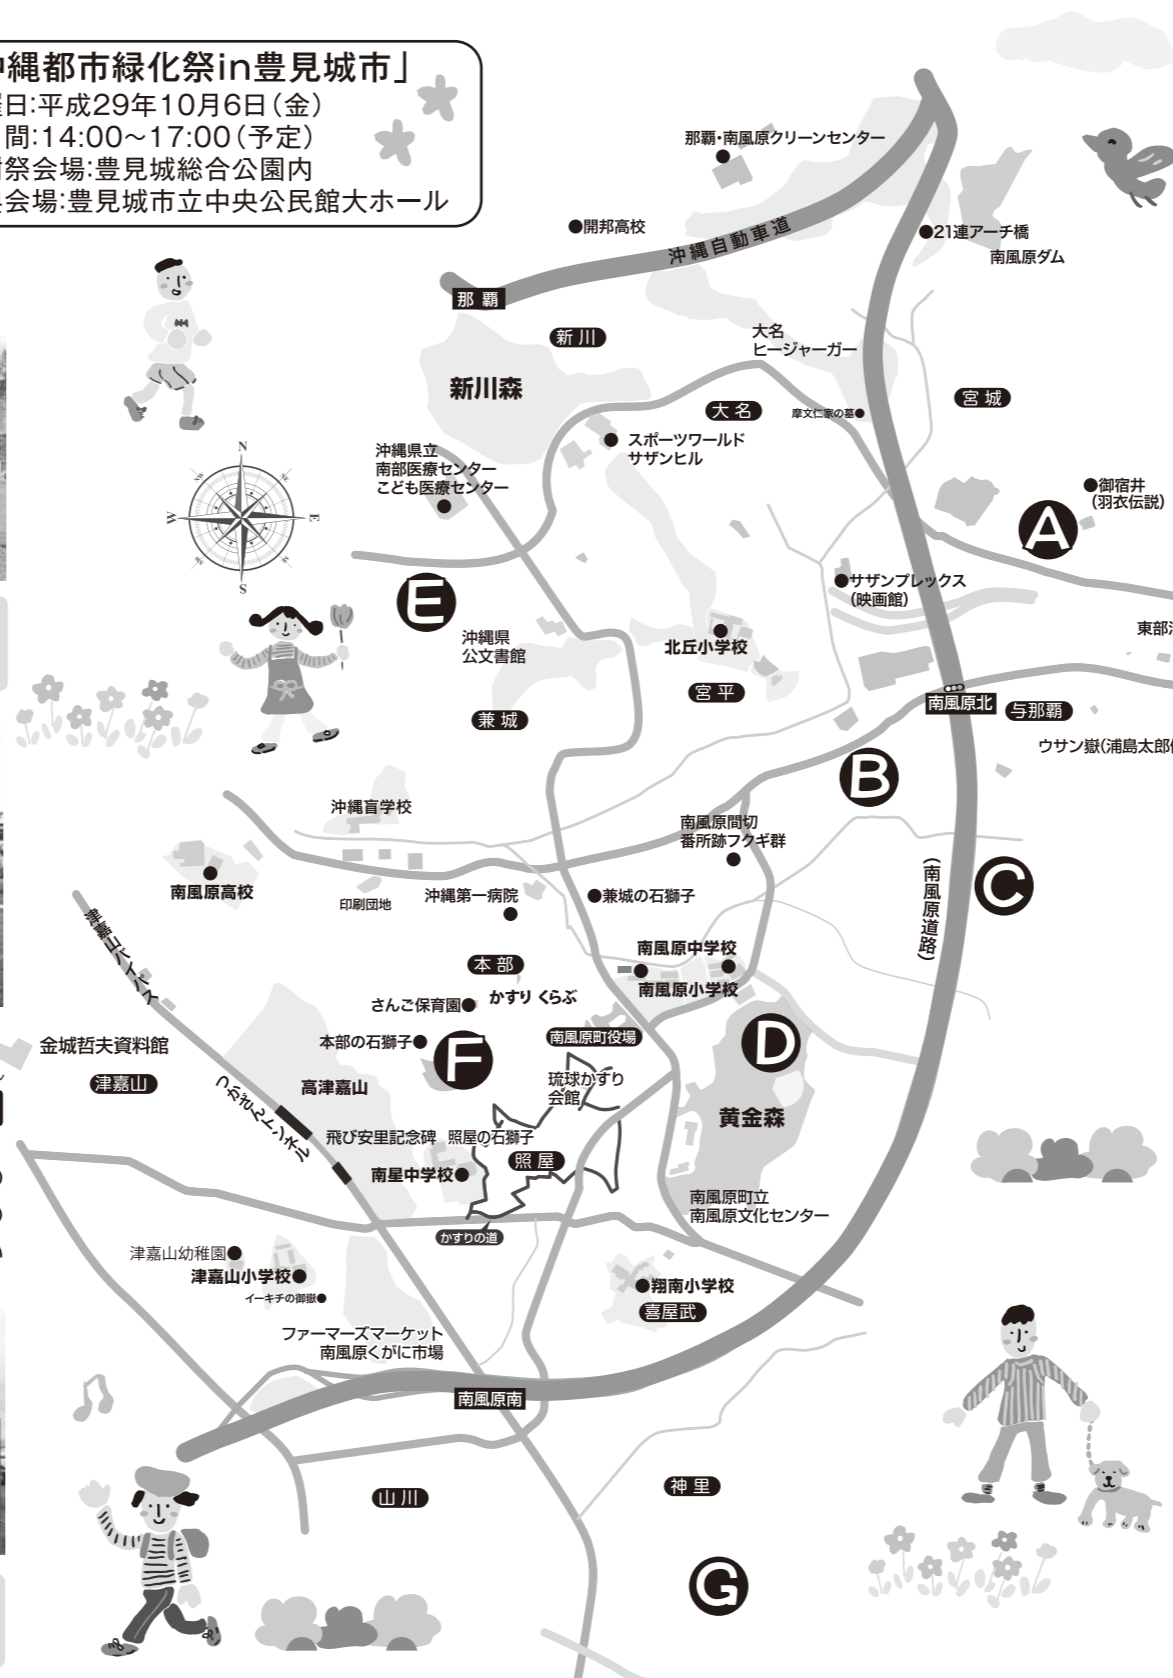 縄都市緑化祭in豊見城市」
日:平成29年10月6日(金)
間:14:00〜17:00(予定)
祭会場:豊見城総合公園内
会場:豊見城市立中央公民館大ホール
那覇・南風原クリーンセンター
●開邦高校
沖縄自動車道
●21連アーチ橋
南風原ダム
那覇
新川
大名
ヒージャーガー
新川森
大名
摩文仁家の墓●
宮城
スポーツワールド
サザンヒル
沖縄県立
南部医療センター
こども医療センター
N
NW
NE
W
E
SW
SE
S
●御宿井
(羽衣伝説)
A
●サザンプレックス
(映画館)
E
沖縄県
公文書館
北丘小学校
東部
宮平
兼城
南風原北
与那覇
ウサン嶽(浦島太郎
B
沖縄盲学校
南風原間切
番所跡フクギ群
南風原高校
印刷団地
沖縄第一病院
●兼城の石獅子
(南風原道路)
C
津嘉山バイパス
南風原中学校
本部
南風原小学校
さんご保育園●
かすり くらぶ
本部の石獅子●
F
南風原町役場
D
金城哲夫資料館
津嘉山
高津嘉山
琉球かすり
会館
つかざんトンネル
黄金森
飛び安里記念碑
照屋の石獅子
照屋
南星中学校●
南風原町立
南風原文化センター
かすりの道
津嘉山幼稚園●
津嘉山小学校●
イーキチの御嶽●
●翔南小学校
喜屋武
ファーマーズマーケット
南風原くがに市場
南風原南
山川
神里
G